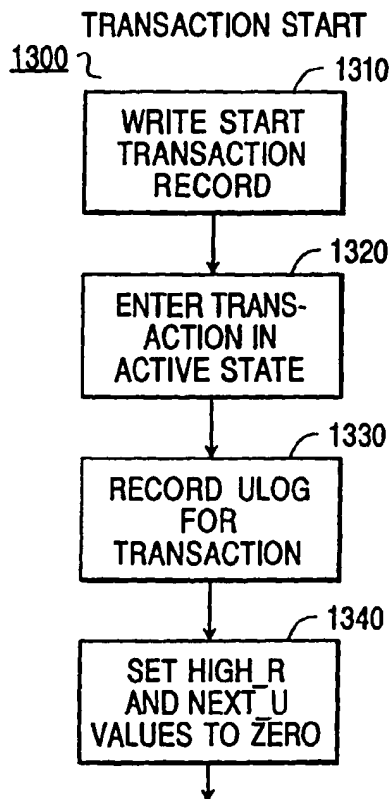 TRANSACTION START
1300
1310
WRITE START
TRANSACTION
RECORD
1320
ENTER TRANS-
ACTION IN
ACTIVE STATE
1330
RECORD ULOG
FOR
TRANSACTION
1340
SET HIGH_R
AND NEXT_U
VALUES TO ZERO